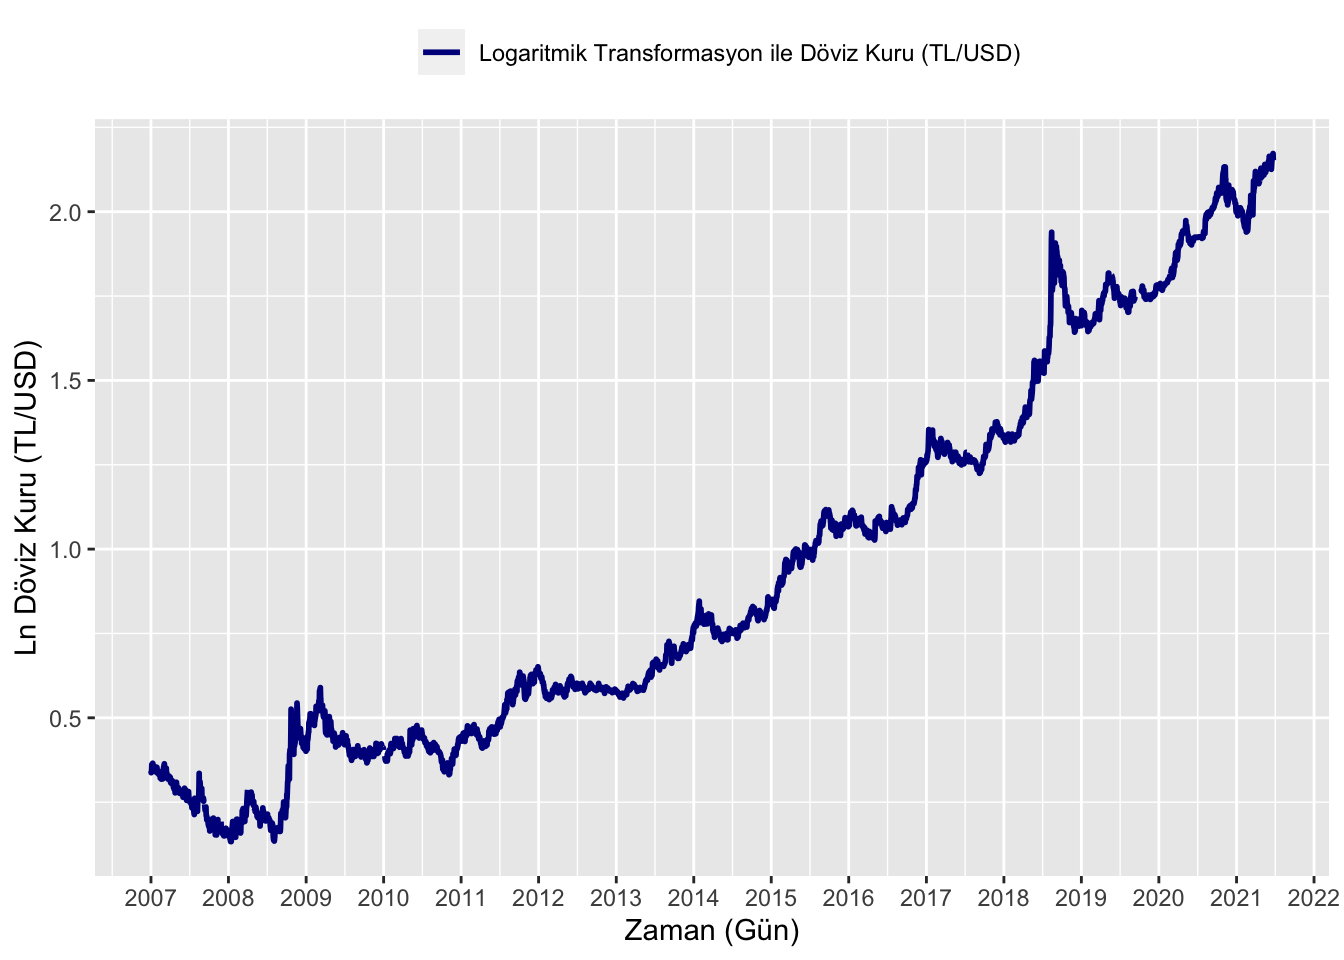 Logaritmik Transformasyon ile Döviz Kuru (TL/USD)
Ln Döviz Kuru (TL/USD)
2.0
1.5
1.0
0.5
2007 2008 2009 2010 2011 2012 2013 2014 2015 2016 2017 2018 2019 2020 2021 2022
Zaman (Gün)